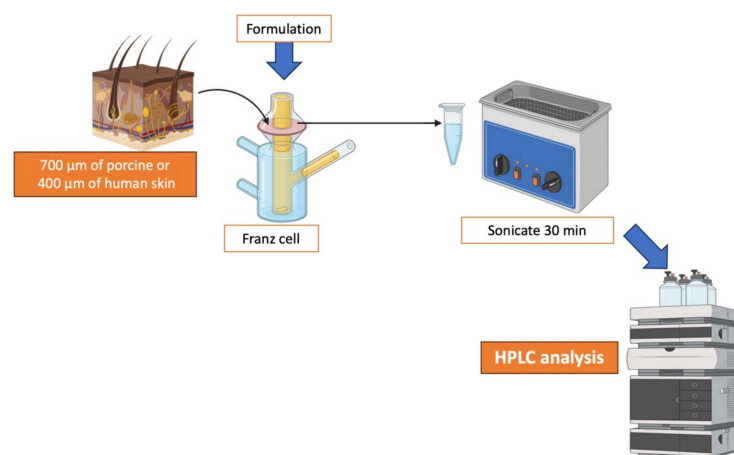 Formulation
700 μm of porcine or
400 μm of human skin
Franz cell
Sonicate 30 min
HPLC analysis